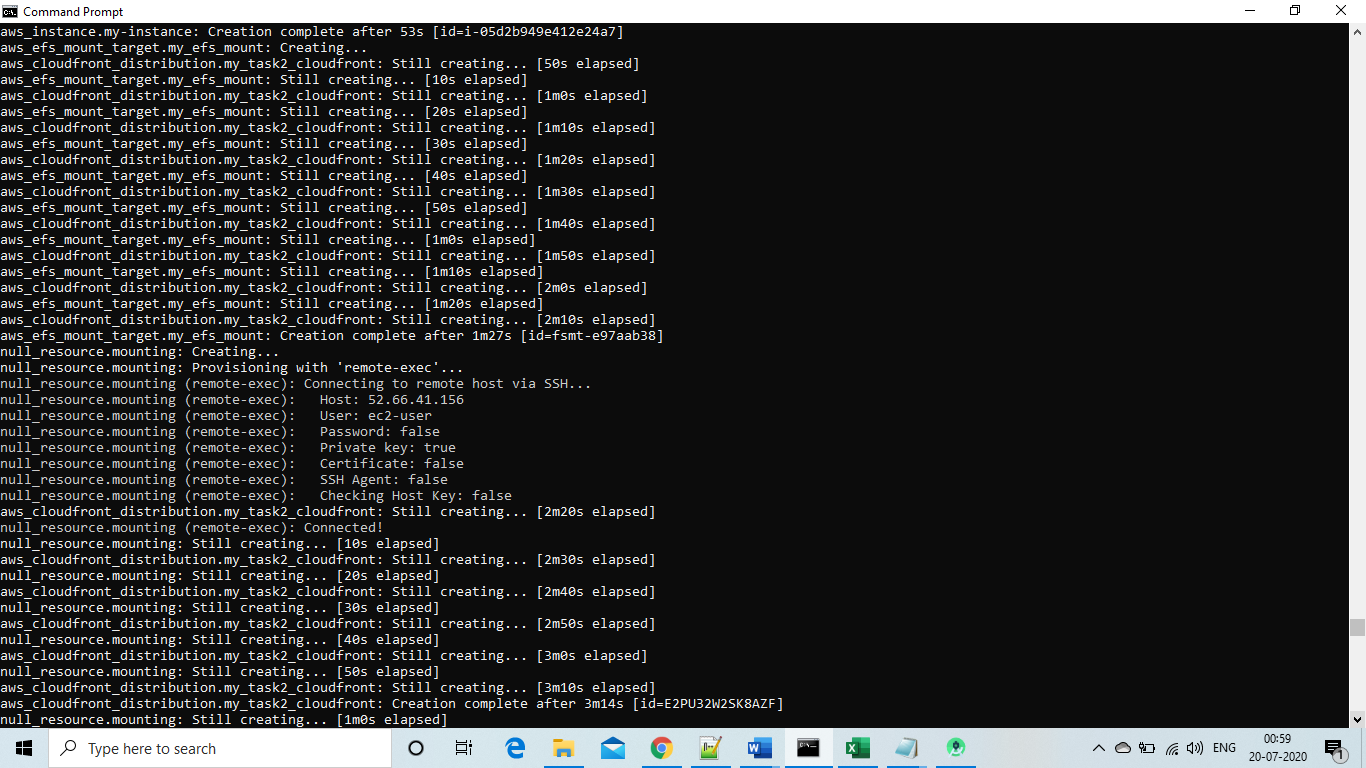 Command Prompt
aws_instance.my-instance: Creation complete after 53s [id=i-05d2b949e412e24a7]
aws_efs_mount_target.my_efs_mount: Creating...
aws_cloudfront_distribution.my_task2_cloudfront: Still creating... [50s elapsed]
aws_efs_mount_target.my_efs_mount: Still creating... [10s elapsed]
aws_cloudfront_distribution.my_task2_cloudfront: Still creating... [1m0s elapsed]
aws_efs_mount_target.my_efs_mount: Still creating... [20s elapsed]
aws_cloudfront_distribution.my_task2_cloudfront: Still creating... [1m10s elapsed]
aws_efs_mount_target.my_efs_mount: Still creating... [30s elapsed]
aws_cloudfront_distribution.my_task2_cloudfront: Still creating... [1m20s elapsed]
aws_efs_mount_target.my_efs_mount: Still creating... [40s elapsed]
aws_cloudfront_distribution.my_task2_cloudfront: Still creating... [1m30s elapsed]
aws_efs_mount_target.my_efs_mount: Still creating... [50s elapsed]
aws_cloudfront_distribution.my_task2_cloudfront: Still creating... [1m40s elapsed]
aws_efs_mount_target.my_efs_mount: Still creating... [1m0s elapsed]
aws_cloudfront_distribution.my_task2_cloudfront: Still creating... [1m50s elapsed]
aws_efs_mount_target.my_efs_mount: Still creating... [1m10s elapsed]
aws_cloudfront_distribution.my_task2_cloudfront: Still creating... [2m0s elapsed]
aws_efs_mount_target.my_efs_mount: Still creating... [1m20s elapsed]
aws_cloudfront_distribution.my_task2_cloudfront: Still creating... [2m10s elapsed]
aws_efs_mount_target.my_efs_mount: Creation complete after 1m27s [id=fsmt-e97aab38]
null_resource.mounting: Creating...
null_resource.mounting: Provisioning with 'remote-exec'...
null_resource.mounting (remote-exec): Connecting to remote host via SSH...
null_resource.mounting (remote-exec):   Host: 52.66.41.156
null_resource.mounting (remote-exec):   User: ec2-user
null_resource.mounting (remote-exec):   Password: false
null_resource.mounting (remote-exec):   Private key: true
null_resource.mounting (remote-exec):   Certificate: false
null_resource.mounting (remote-exec):   SSH Agent: false
null_resource.mounting (remote-exec):   Checking Host Key: false
aws_cloudfront_distribution.my_task2_cloudfront: Still creating... [2m20s elapsed]
null_resource.mounting (remote-exec): Connected!
null_resource.mounting: Still creating... [10s elapsed]
aws_cloudfront_distribution.my_task2_cloudfront: Still creating... [2m30s elapsed]
null_resource.mounting: Still creating... [20s elapsed]
aws_cloudfront_distribution.my_task2_cloudfront: Still creating... [2m40s elapsed]
null_resource.mounting: Still creating... [30s elapsed]
aws_cloudfront_distribution.my_task2_cloudfront: Still creating... [2m50s elapsed]
null_resource.mounting: Still creating... [40s elapsed]
aws_cloudfront_distribution.my_task2_cloudfront: Still creating... [3m0s elapsed]
null_resource.mounting: Still creating... [50s elapsed]
aws_cloudfront_distribution.my_task2_cloudfront: Still creating... [3m10s elapsed]
aws_cloudfront_distribution.my_task2_cloudfront: Creation complete after 3m14s [id=E2PU32W2SK8AZF]
null_resource.mounting: Still creating... [1m0s elapsed]
Type here to search
ENG
00:59
20-07-2020
1